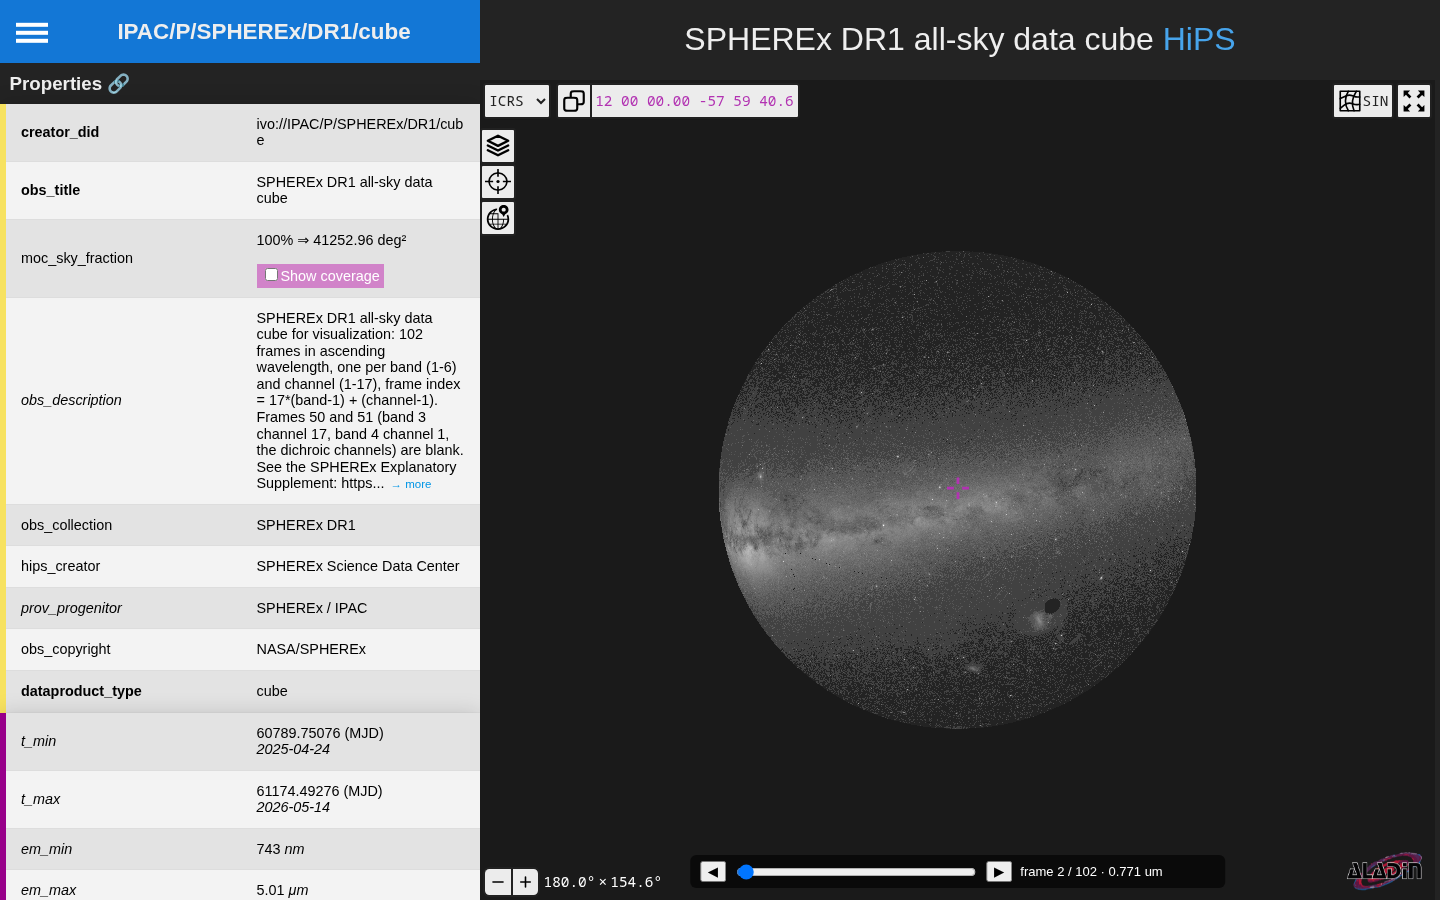 IPAC/P/SPHEREx/DR1/cube
Properties 🔗
creator_did
ivo://IPAC/P/SPHEREx/DR1/cub
e
obs_title
SPHEREx DR1 all-sky data
cube
moc_sky_fraction
100% ⇒ 41252.96 deg²
Show coverage
obs_description
SPHEREx DR1 all-sky data
cube for visualization: 102
frames in ascending
wavelength, one per band (1-6)
and channel (1-17), frame index
= 17*(band-1) + (channel-1).
Frames 50 and 51 (band 3
channel 17, band 4 channel 1,
the dichroic channels) are blank.
See the SPHEREx Explanatory
Supplement: https... → more
obs_collection
SPHEREx DR1
hips_creator
SPHEREx Science Data Center
prov_progenitor
SPHEREx / IPAC
obs_copyright
NASA/SPHEREx
dataproduct_type
cube
t_min
60789.75076 (MJD)
2025-04-24
t_max
61174.49276 (MJD)
2026-05-14
em_min
743 nm
em_max
5.01 μm
SPHEREx DR1 all-sky data cube HiPS
ICRS
12 00 00.00 -57 59 40.6
SIN
180.0° × 154.6°
◀
▶
frame 2 / 102 · 0.771 um
ALADIN